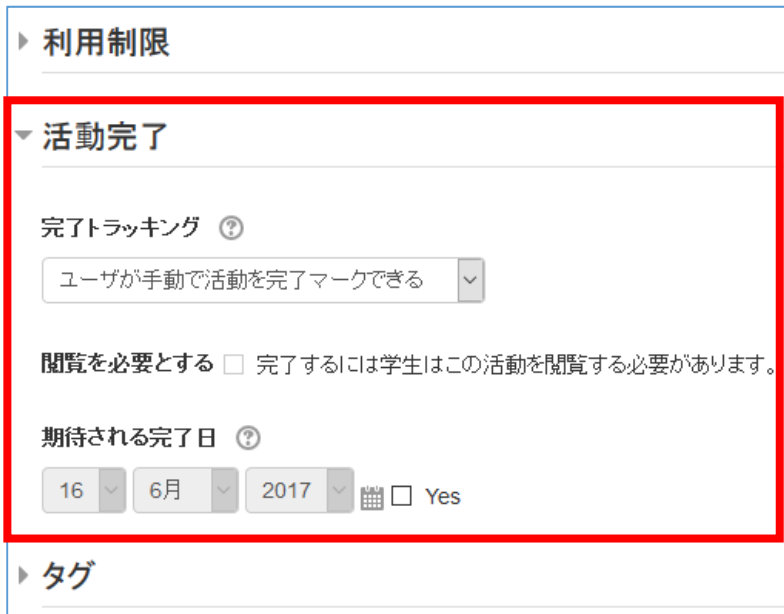 利用制限
活動完了
完了トラッキング
ユーザが手動で活動を完了マークできる
閲覧を必要とする 完了するには学生はこの活動を閲覧する必要があります。
期待される完了日
16 6月 2017 Yes
タグ